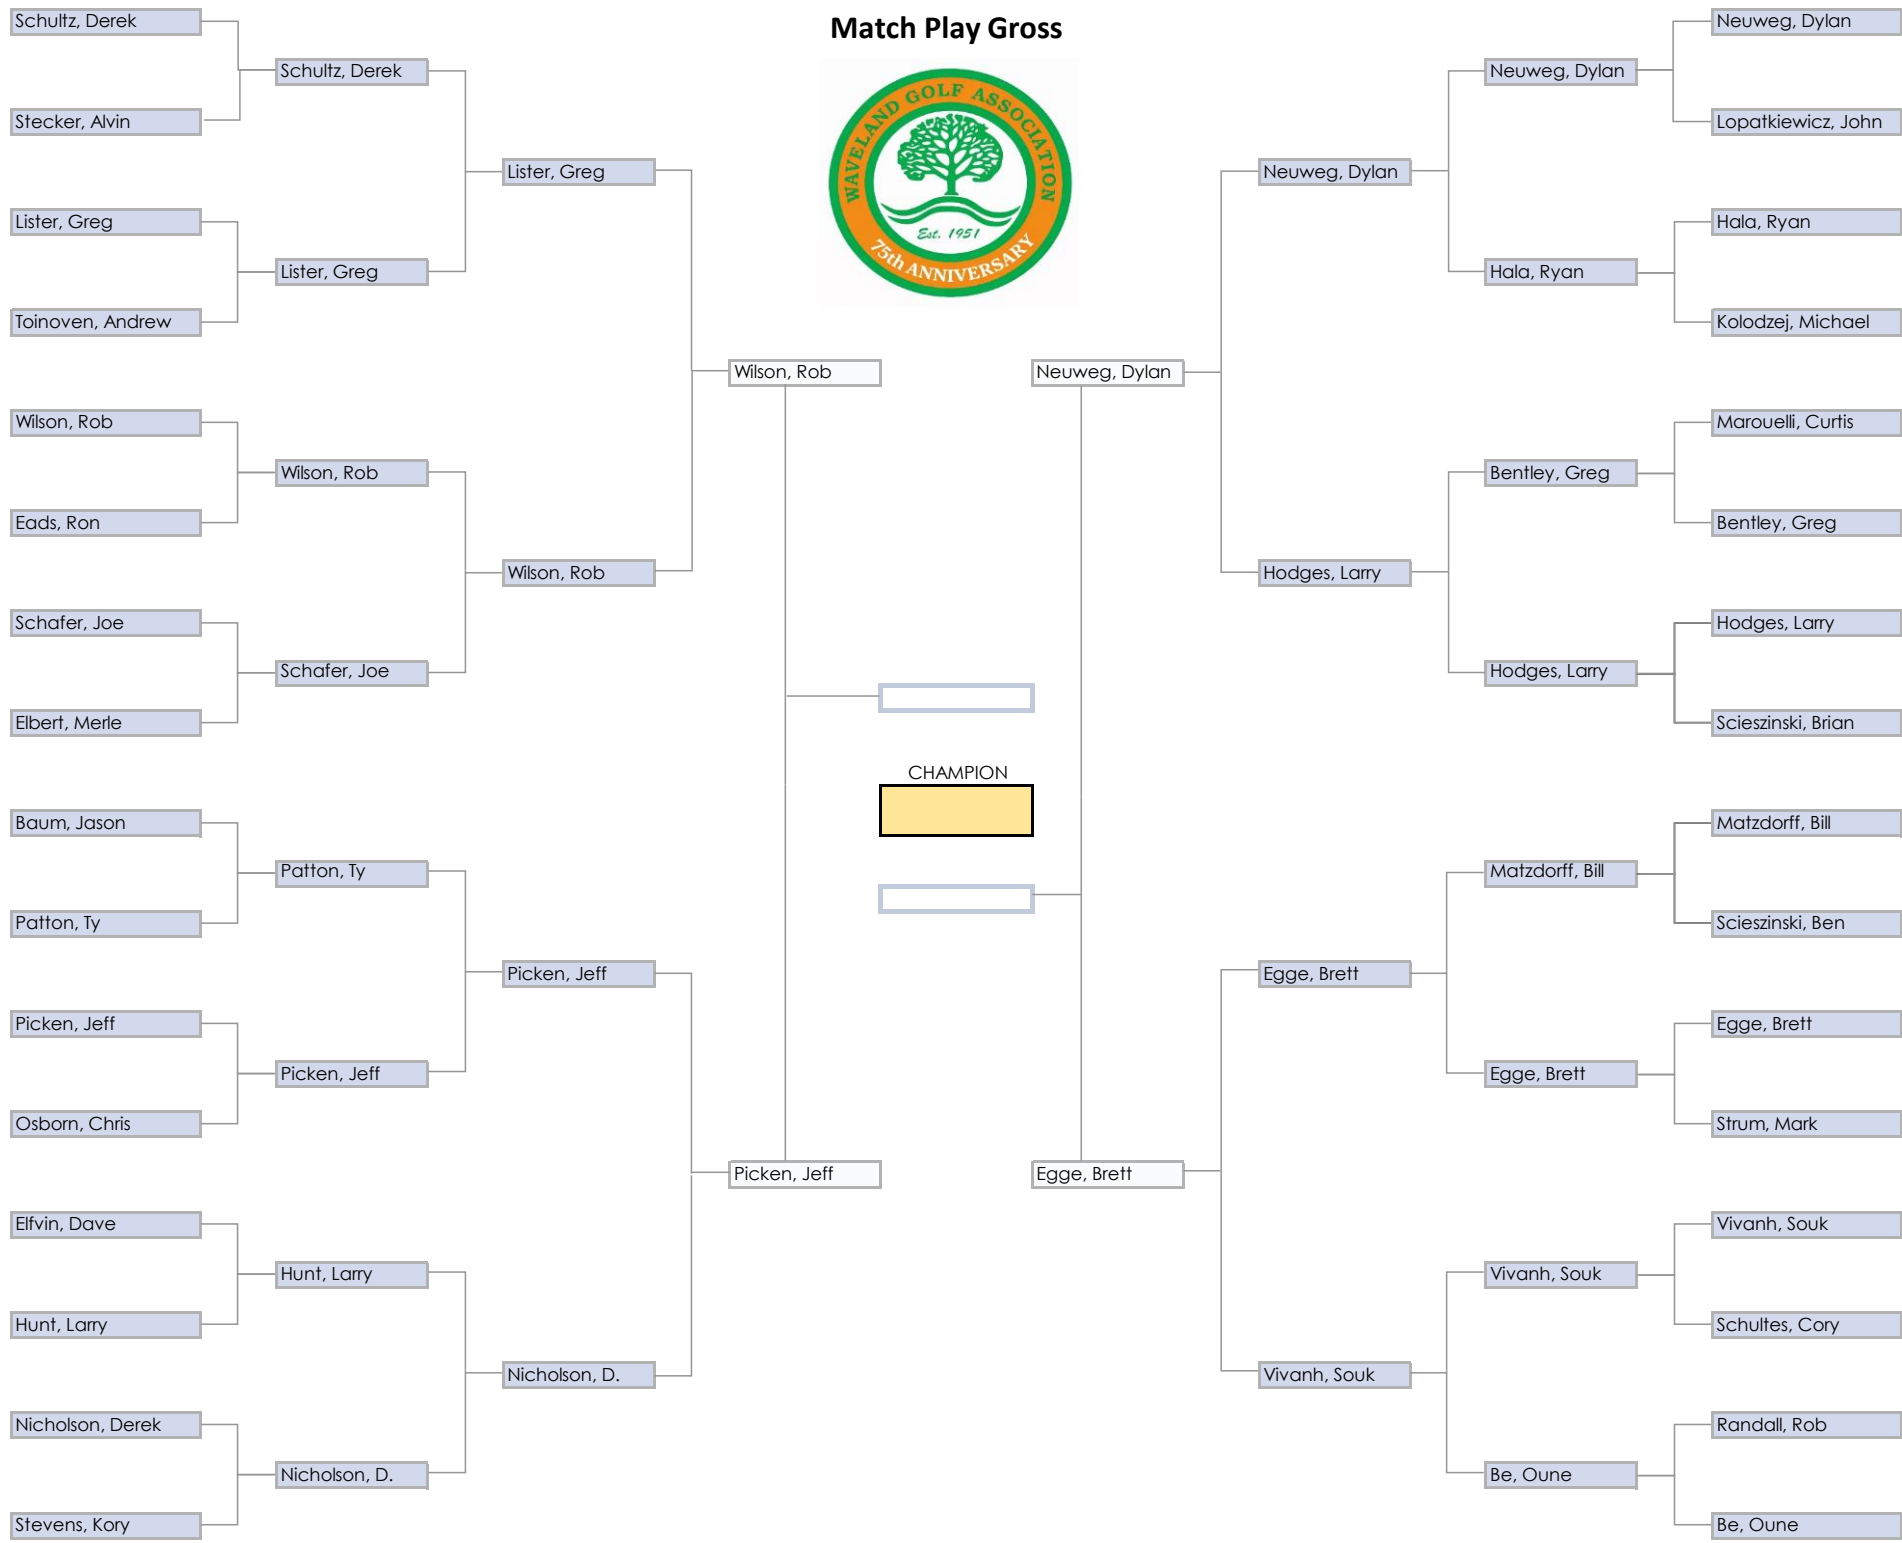 Match Play Gross
WAVELAND GOLF ASSOCIATION
Est. 1951
75th ANNIVERSARY
Schultz, Derek
Stecker, Alvin
Lister, Greg
Toinoven, Andrew
Wilson, Rob
Eads, Ron
Schafer, Joe
Elbert, Merle
Baum, Jason
Patton, Ty
Picken, Jeff
Osborn, Chris
Elfvin, Dave
Hunt, Larry
Nicholson, Derek
Stevens, Kory
Schultz, Derek
Lister, Greg
Wilson, Rob
Schafer, Joe
Patton, Ty
Picken, Jeff
Hunt, Larry
Nicholson, D.
Lister, Greg
Wilson, Rob
Picken, Jeff
Nicholson, D.
Wilson, Rob
Picken, Jeff
CHAMPION
Neuweg, Dylan
Egge, Brett
Neuweg, Dylan
Hodges, Larry
Egge, Brett
Vivanh, Souk
Neuweg, Dylan
Hala, Ryan
Bentley, Greg
Hodges, Larry
Matzdorff, Bill
Egge, Brett
Vivanh, Souk
Be, Oune
Neuweg, Dylan
Lopatkiewicz, John
Hala, Ryan
Kolodzej, Michael
Marouelli, Curtis
Bentley, Greg
Hodges, Larry
Scieszinski, Brian
Matzdorff, Bill
Scieszinski, Ben
Egge, Brett
Strum, Mark
Vivanh, Souk
Schultes, Cory
Randall, Rob
Be, Oune